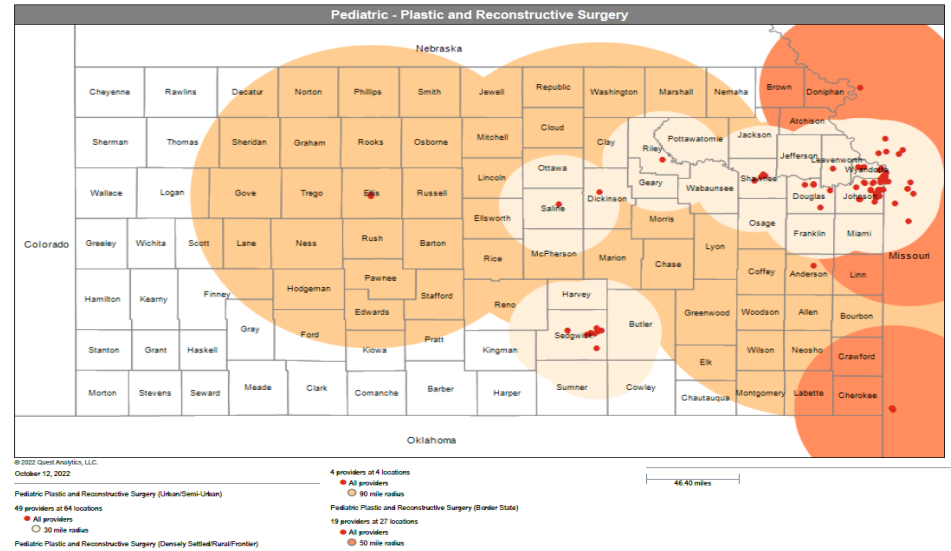 Pediatric - Plastic and Reconstructive Surgery
Nebraska
Cheyenne Rawlins Decatur Norton Phillips Smith Jewell Republic Washington Marshall Nemaha Brown Doniphan
Atchison
Sherman Thomas Sheridan Graham Rooks Osborne Mitchell Cloud Clay Riley Pottawatomie Jackson Jefferson Leavenworth
Wyandotte
Wallace Logan Gove Trego Ellis Russell Lincoln Ottawa Geary Wabaunsee Shawnee Douglas Johnson
Saline Dickinson
Colorado Greeley Wichita Scott Lane Ness Rush Barton Ellsworth McPherson Marion Morris Lyon Osage Franklin Miami
Missouri
Rice Chase
Hamilton Kearny Finney Hodgeman Pawnee Stafford Reno Harvey Coffey Anderson Linn
Gray Ford Edwards Pratt Kingman Sedgwick Butler Greenwood Woodson Allen Bourbon
Stanton Grant Haskell Kiowa Elk Wilson Neosho Crawford
Morton Stevens Seward Meade Clark Comanche Barber Harper Sumner Cowley Chautauqua Montgomery Labette Cherokee
Oklahoma
© 2022 Quest Analytics, LLC.
October 12, 2022
Pediatric Plastic and Reconstructive Surgery (Urban/Semi-Urban)
49 providers at 64 locations
All providers
30 mile radius
Pediatric Plastic and Reconstructive Surgery (Densely Settled/Rural/Frontier)
4 providers at 4 locations
All providers
90 mile radius
Pediatric Plastic and Reconstructive Surgery (Border State)
19 providers at 27 locations
All providers
50 mile radius
46.40 miles